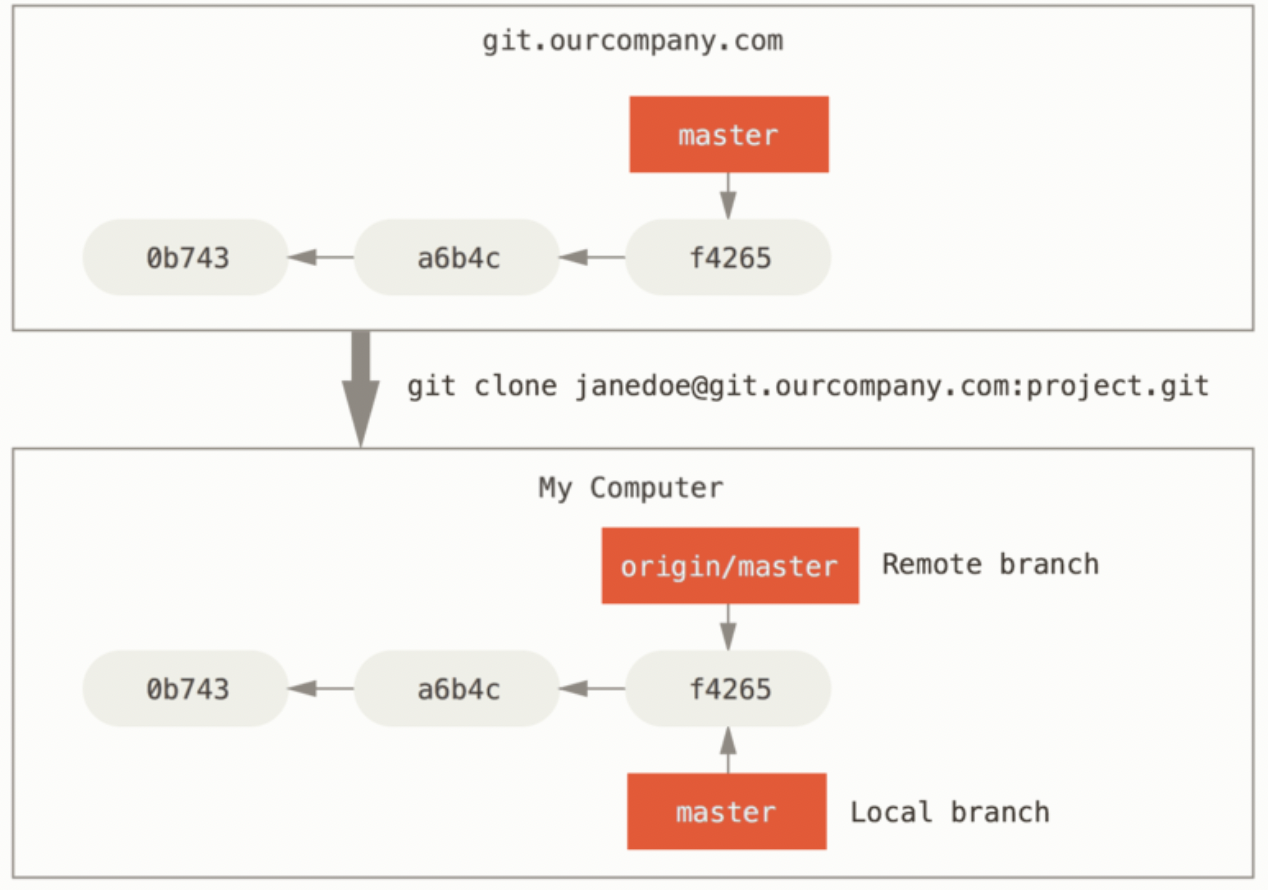 git.ourcompany.com
master
0b743 a6b4c f4265
git clone janedoe@git.ourcompany.com:project.git
My Computer
origin/master Remote branch
0b743 a6b4c f4265
master Local branch